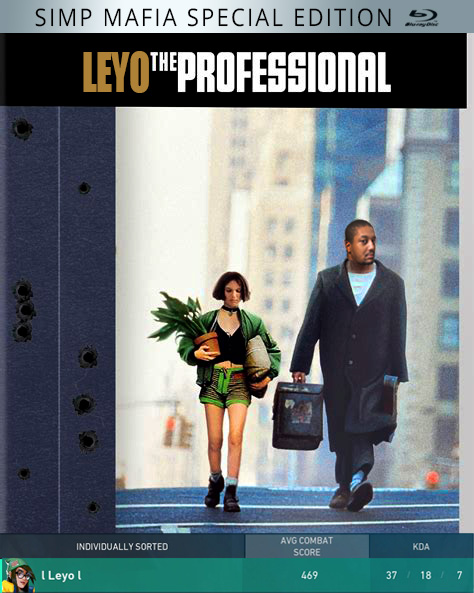 SIMP MAFIA SPECIAL EDITION Blu-ray Disc
LEYO THE PROFESSIONAL
INDIVIDUALLY SORTED
AVG COMBAT
SCORE
KDA
l Leyo l
469
37 / 18 / 7